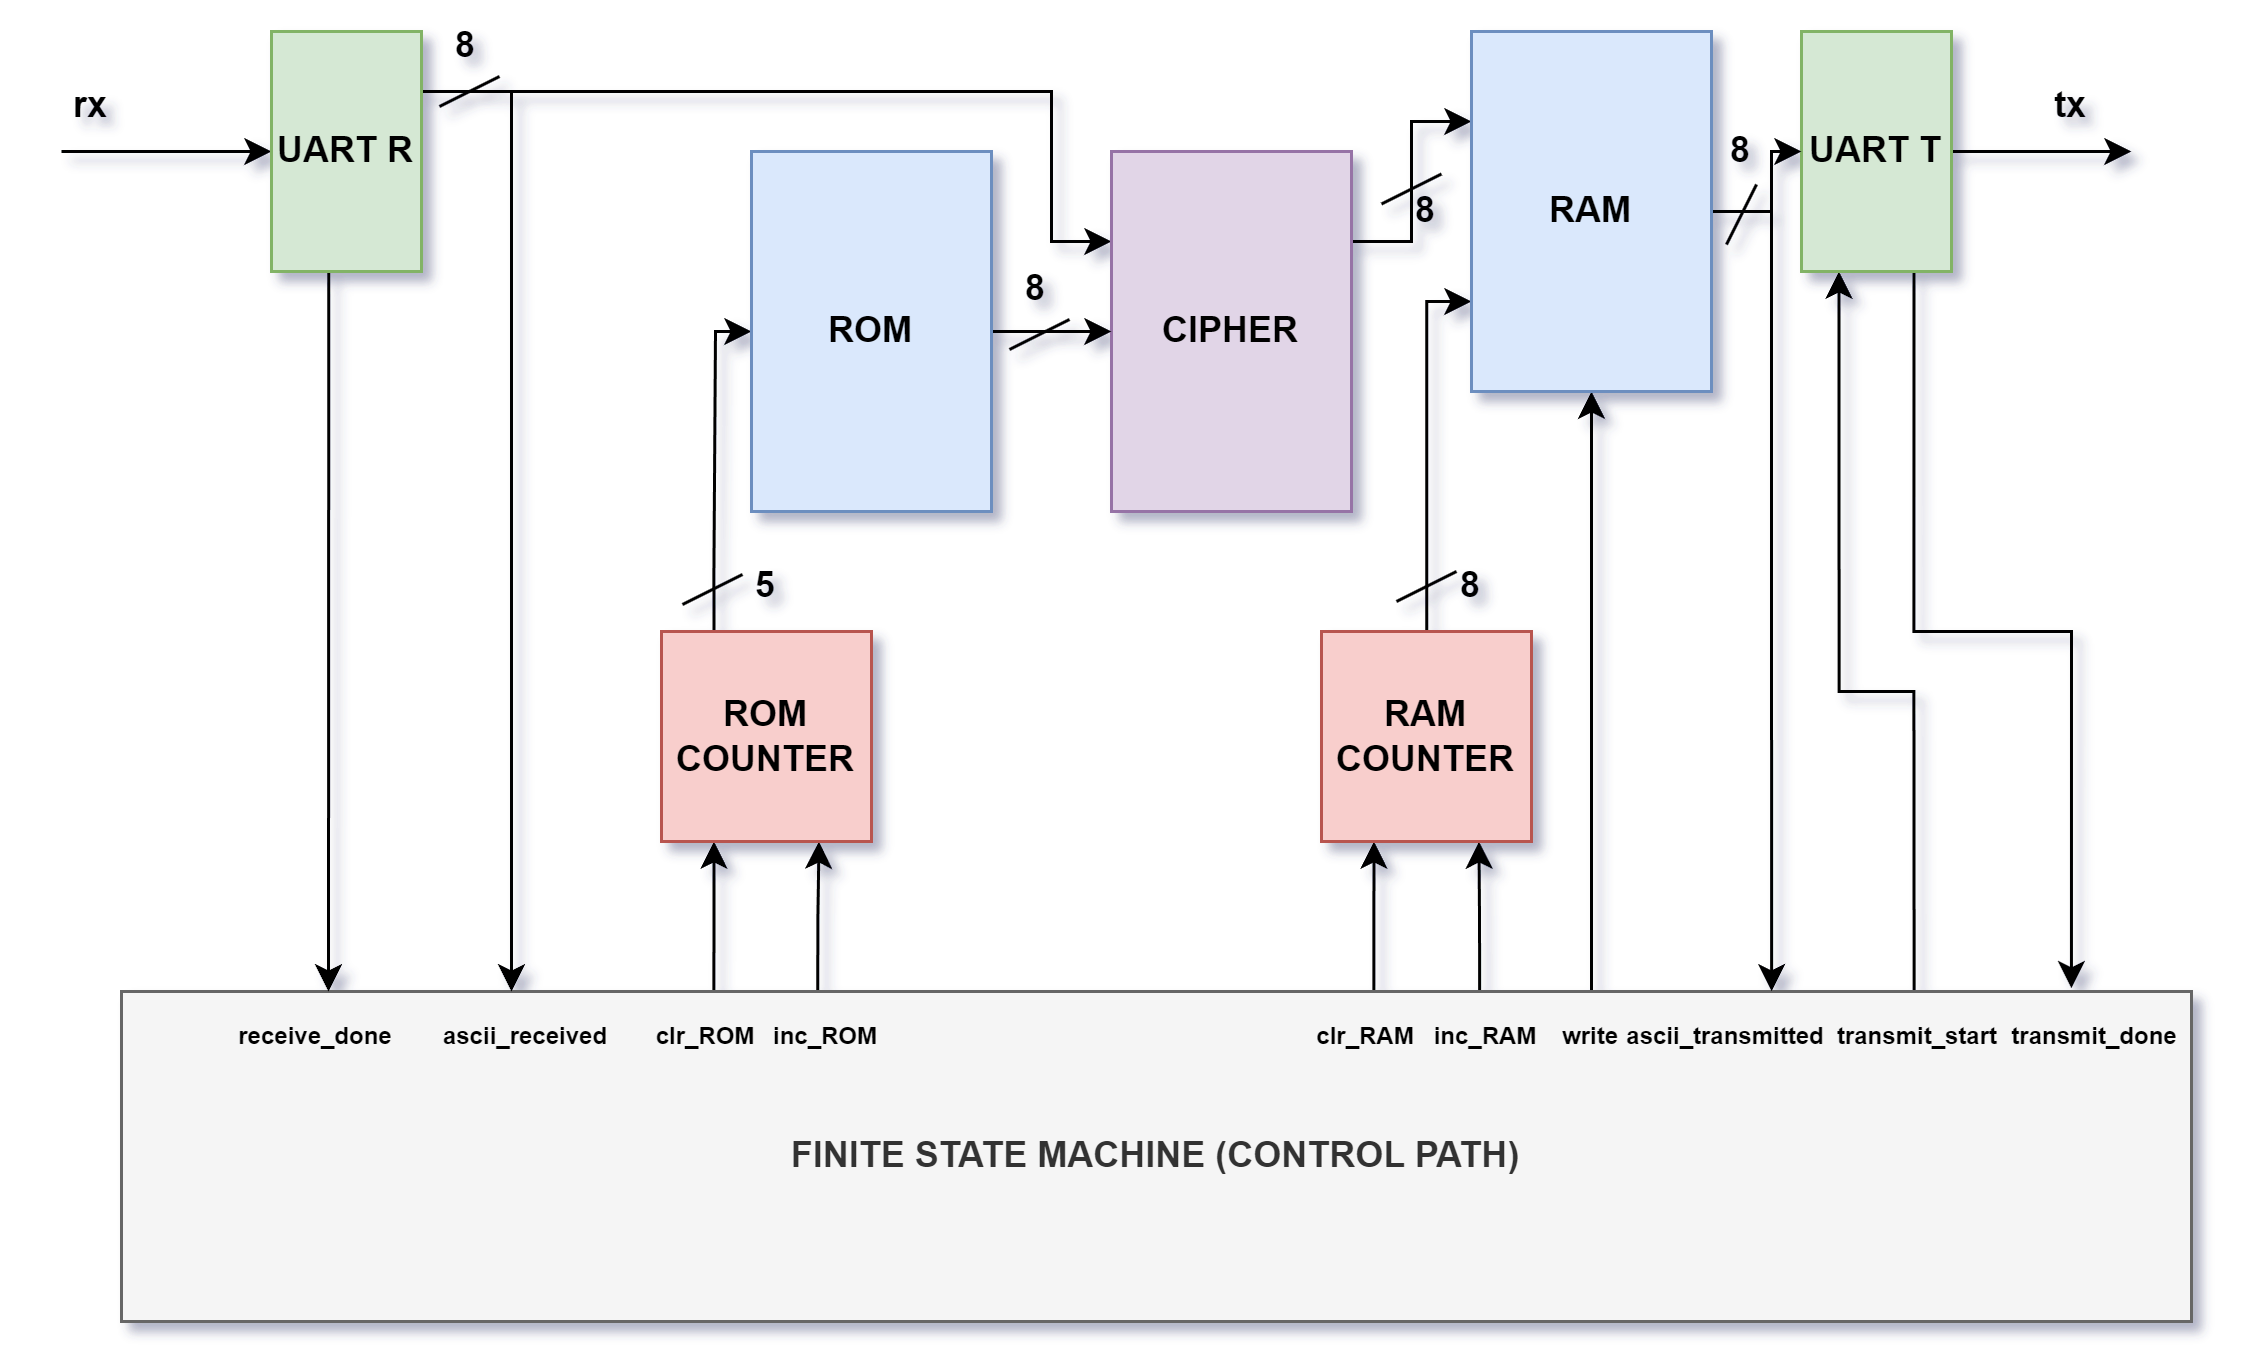 8
rx
tx
UART R
8
UART T
8
RAM
8
ROM
CIPHER
5
8
ROM
COUNTER
RAM
COUNTER
receive_done
ascii_received
clr_ROM
inc_ROM
clr_RAM
inc_RAM
write
ascii_transmitted
transmit_start
transmit_done
FINITE STATE MACHINE (CONTROL PATH)